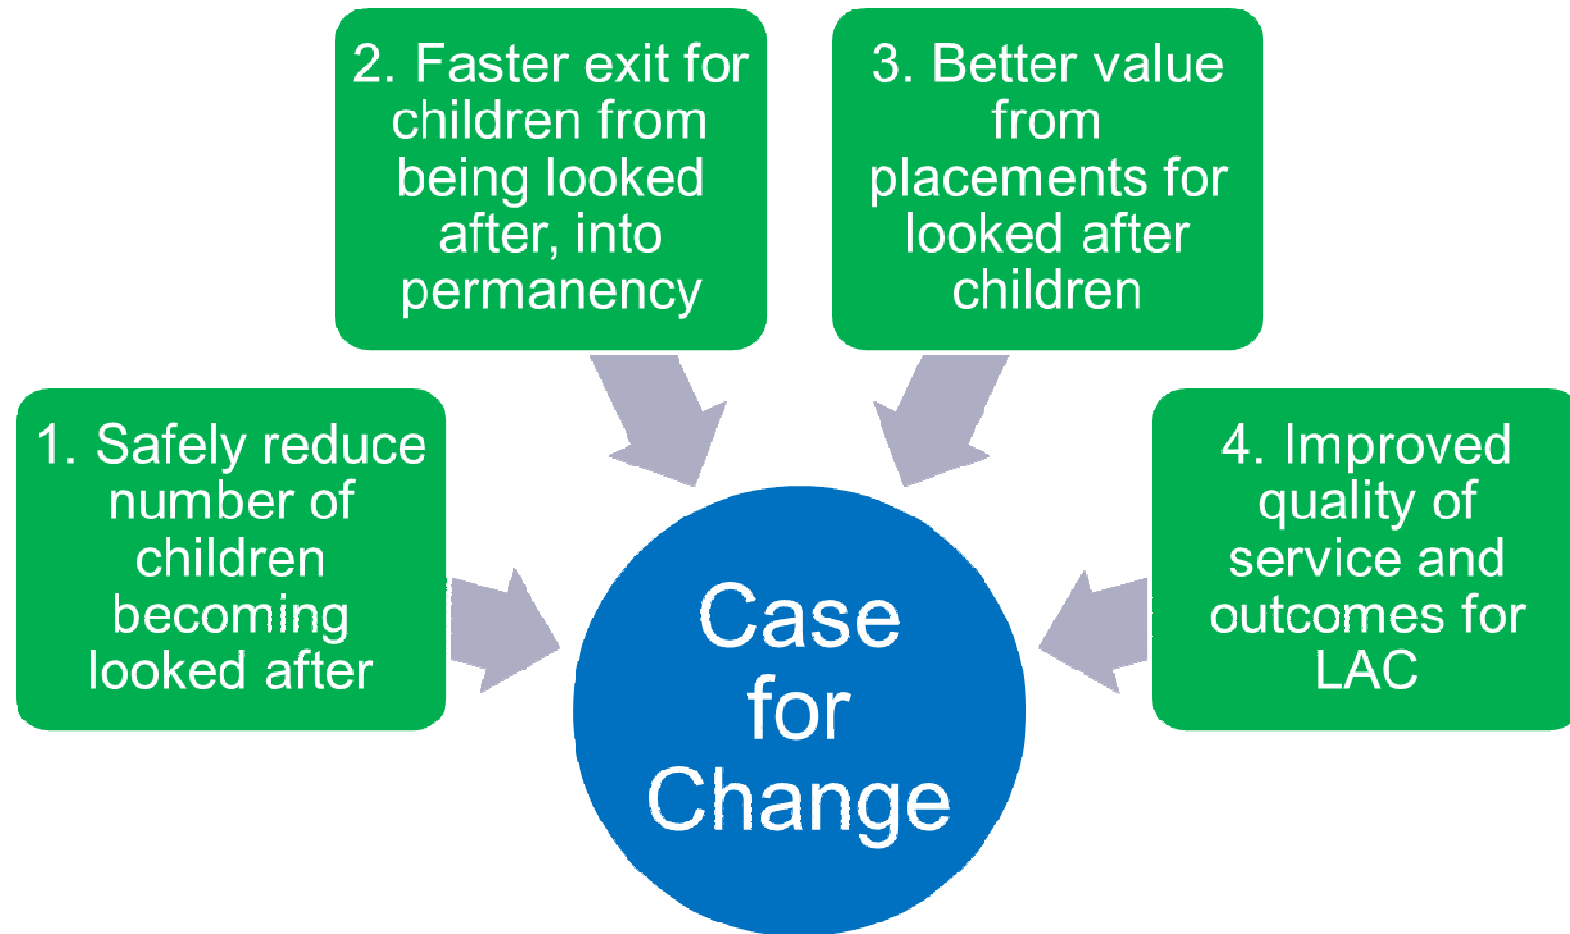 1. Safely reduce
number of
children
becoming
looked after
2. Faster exit for
children from
being looked
after, into
permanency
3. Better value
from
placements for
looked after
children
4. Improved
quality of
service and
outcomes for
LAC
Case
for
Change